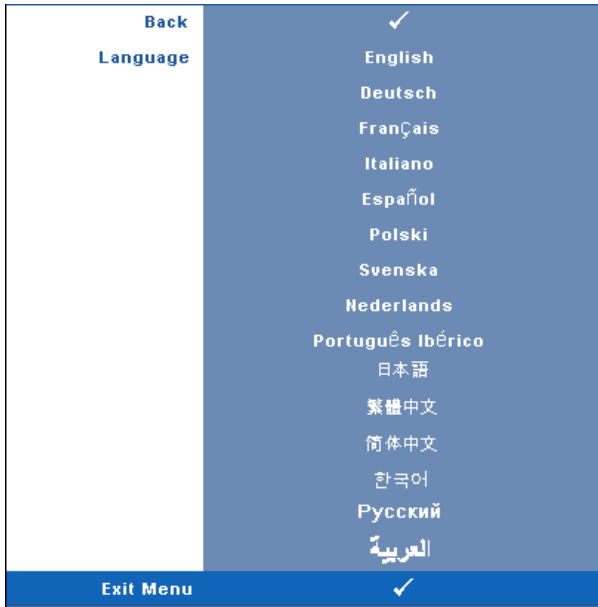 Back ✓
Language English
Deutsch
FranÇais
Italiano
EspaÑol
Polski
Svenska
Nederlands
PortuguÊs IbÉrico
日本語
繁體中文
简体中文
한국어
Русский
العربية
Exit Menu ✓